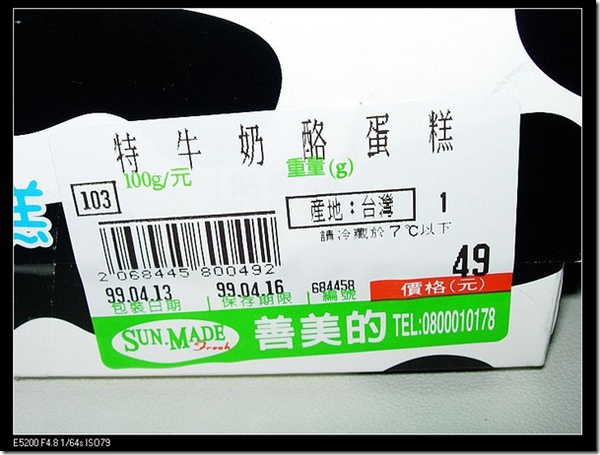 特牛奶酪蛋糕
100g/元
重量(g)
103
産地:台灣
1
請冷藏於7℃以下
2 068445 800492
49
99.04.13
99.04.16
684458
包裝日期
保存期限
編號
價格(元)
SUN.MADE
Fresh
善美的 TEL:0800010178
E5200 F4.8 1/64s ISO79